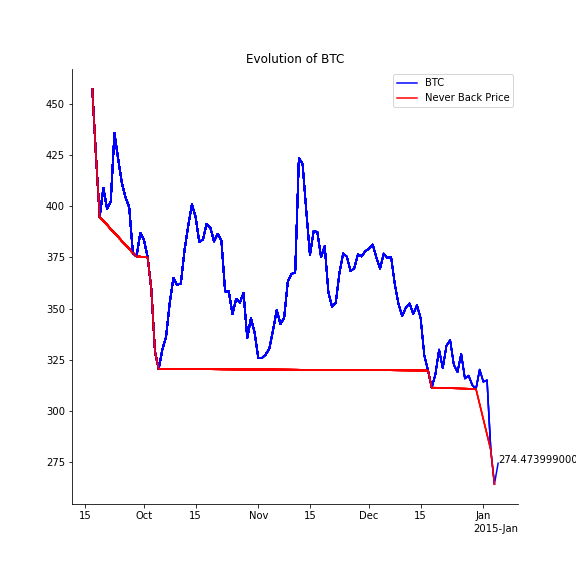 Evolution of BTC
BTC
Never Back Price
450
425
400
375
350
325
300
275
274.473999000
15
Oct
15
Nov
15
Dec
15
Jan
2015-Jan